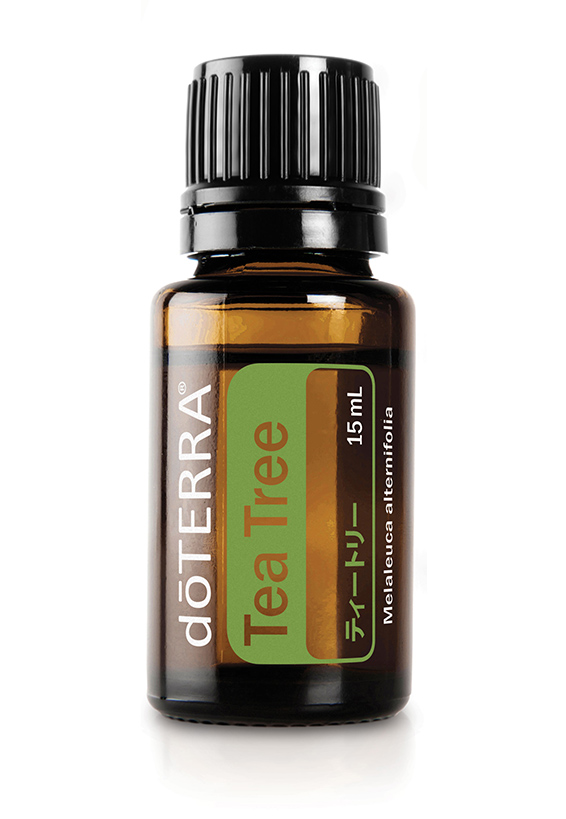 dōTERRA®
Tea Tree
ティートリー 15 mL
Melaleuca alternifolia